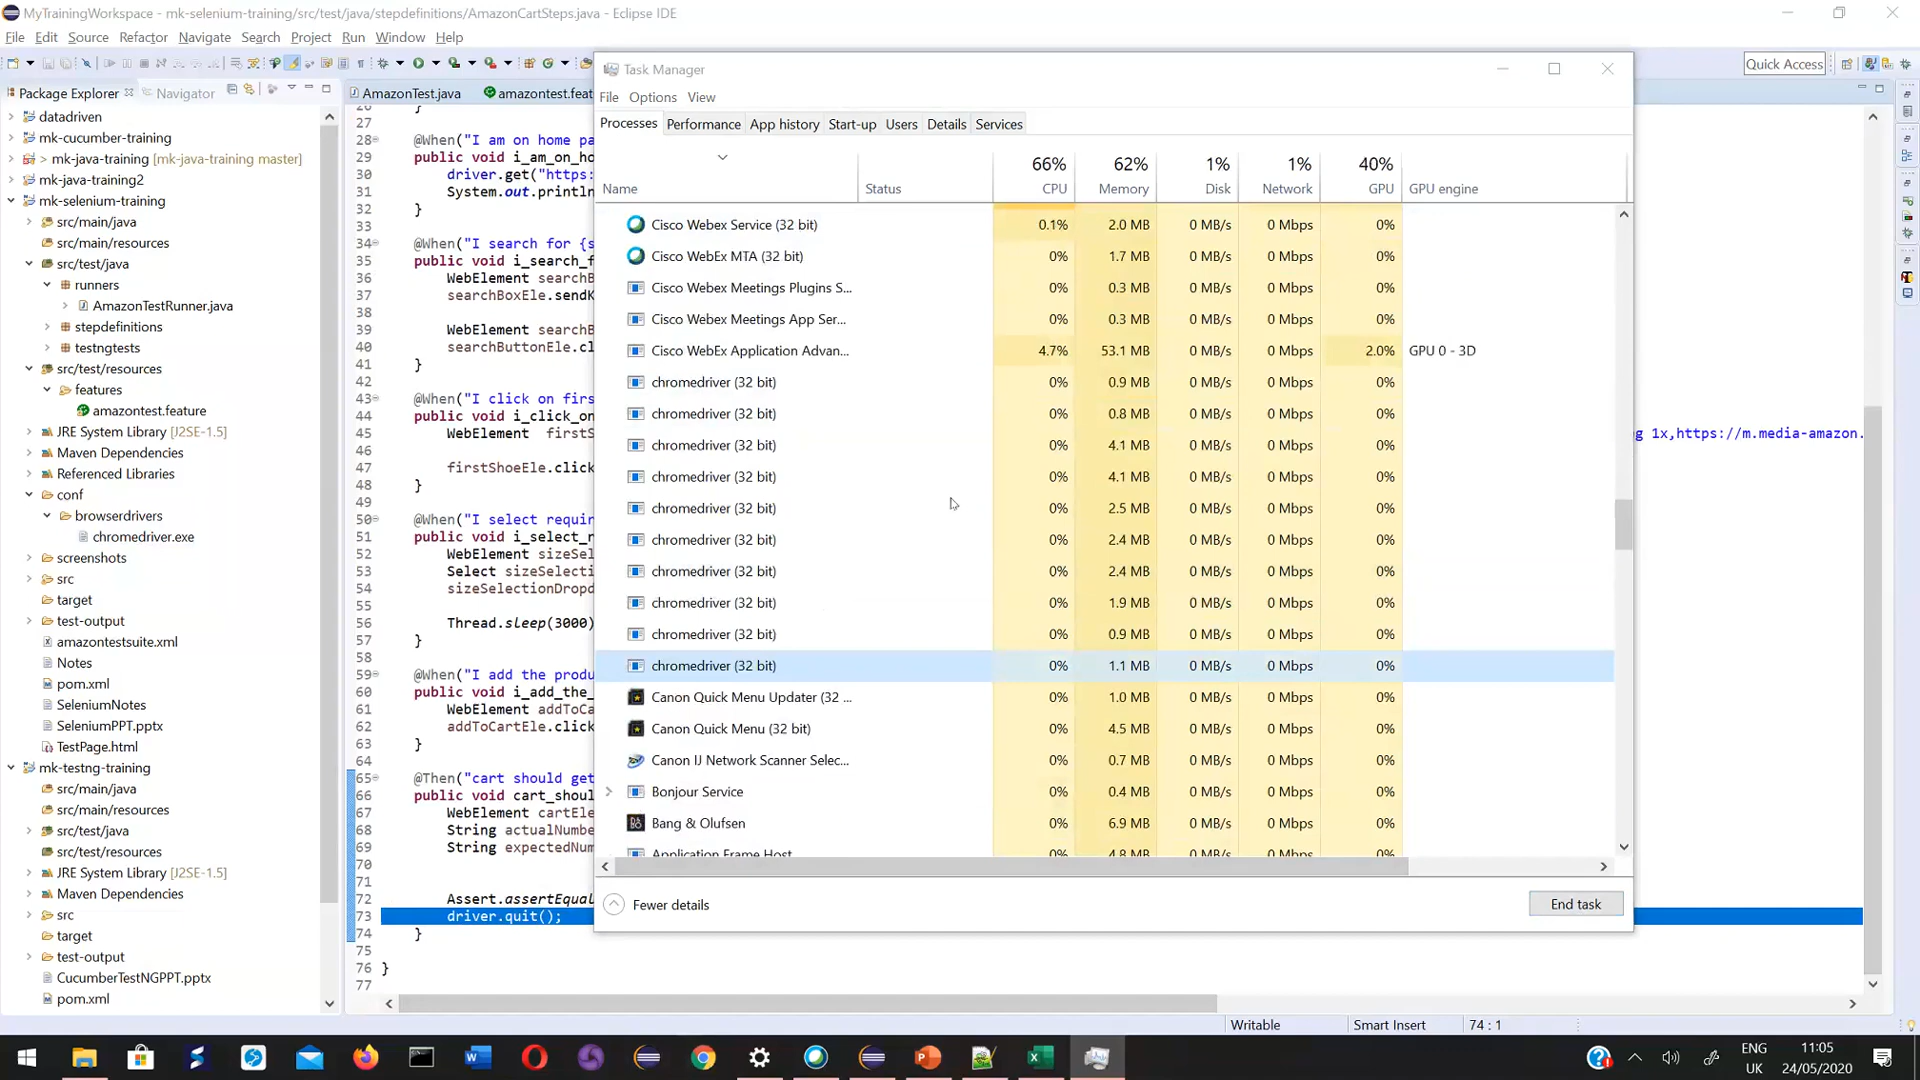 MyTrainingWorkspace - mk-selenium-training/src/test/java/stepdefinitions/AmazonCartSteps.java - Eclipse IDE
File Edit Source Refactor Navigate Search Project Run Window Help
Quick Access
Package Explorer
Navigator
datadriven
mk-cucumber-training
> mk-java-training [mk-java-training master]
mk-java-training2
mk-selenium-training
src/main/java
src/main/resources
src/test/java
runners
AmazonTestRunner.java
stepdefinitions
testngtests
src/test/resources
features
amazontest.feature
JRE System Library [J2SE-1.5]
Maven Dependencies
Referenced Libraries
conf
browserdrivers
chromedriver.exe
screenshots
src
target
test-output
amazontestsuite.xml
Notes
pom.xml
SeleniumNotes
SeleniumPPT.pptx
TestPage.html
mk-testng-training
src/main/java
src/main/resources
src/test/java
src/test/resources
JRE System Library [J2SE-1.5]
Maven Dependencies
src
target
test-output
CucumberTestNGPPT.pptx
pom.xml
AmazonTest.java
amazontest.feat
27 }
28 @When("I am on home pa
29 public void i_am_on_ho
30 driver.get("https:
31 System.out.println
32 }
33
34 @When("I search for {s
35 public void i_search_f
36 WebElement searchB
37 searchBoxEle.sendK
38
39 WebElement searchB
40 searchButtonEle.cl
41 }
42
43 @When("I click on firs
44 public void i_click_on
45 WebElement firstS
46
47 firstShoeEle.click
48 }
49
50 @When("I select requir
51 public void i_select_r
52 WebElement sizeSel
53 Select sizeSelecti
54 sizeSelectionDropd
55
56 Thread.sleep(3000)
57 }
58
59 @When("I add the produ
60 public void i_add_the_
61 WebElement addToCa
62 addToCartEle.click
63 }
64
65 @Then("cart should get
66 public void cart_shou
67 WebElement cartEle
68 String actualNumbe
69 String expectedNum
70
71
72 Assert.assertEqual
73 driver.quit();
74 }
75
76 }
77
g 1x,https://m.media-amazon.
Task Manager
File Options View
Processes Performance App history Start-up Users Details Services
66% 62% 1% 1% 40%
Name Status CPU Memory Disk Network GPU GPU engine
Cisco Webex Service (32 bit) 0.1% 2.0 MB 0 MB/s 0 Mbps 0%
Cisco WebEx MTA (32 bit) 0% 1.7 MB 0 MB/s 0 Mbps 0%
Cisco Webex Meetings Plugins S... 0% 0.3 MB 0 MB/s 0 Mbps 0%
Cisco Webex Meetings App Ser... 0% 0.3 MB 0 MB/s 0 Mbps 0%
Cisco WebEx Application Advan... 4.7% 53.1 MB 0 MB/s 0 Mbps 2.0% GPU 0 - 3D
chromedriver (32 bit) 0% 0.9 MB 0 MB/s 0 Mbps 0%
chromedriver (32 bit) 0% 0.8 MB 0 MB/s 0 Mbps 0%
chromedriver (32 bit) 0% 4.1 MB 0 MB/s 0 Mbps 0%
chromedriver (32 bit) 0% 4.1 MB 0 MB/s 0 Mbps 0%
chromedriver (32 bit) 0% 2.5 MB 0 MB/s 0 Mbps 0%
chromedriver (32 bit) 0% 2.4 MB 0 MB/s 0 Mbps 0%
chromedriver (32 bit) 0% 2.4 MB 0 MB/s 0 Mbps 0%
chromedriver (32 bit) 0% 1.9 MB 0 MB/s 0 Mbps 0%
chromedriver (32 bit) 0% 0.9 MB 0 MB/s 0 Mbps 0%
chromedriver (32 bit) 0% 1.1 MB 0 MB/s 0 Mbps 0%
Canon Quick Menu Updater (32 ... 0% 1.0 MB 0 MB/s 0 Mbps 0%
Canon Quick Menu (32 bit) 0% 4.5 MB 0 MB/s 0 Mbps 0%
Canon IJ Network Scanner Selec... 0% 0.7 MB 0 MB/s 0 Mbps 0%
Bonjour Service 0% 0.4 MB 0 MB/s 0 Mbps 0%
Bang & Olufsen 0% 6.9 MB 0 MB/s 0 Mbps 0%
Application Frame Host 0% 4.8 MB 0 MB/s 0 Mbps 0%
Fewer details
End task
Writable Smart Insert 74 : 1
ENG
UK
11:05
24/05/2020